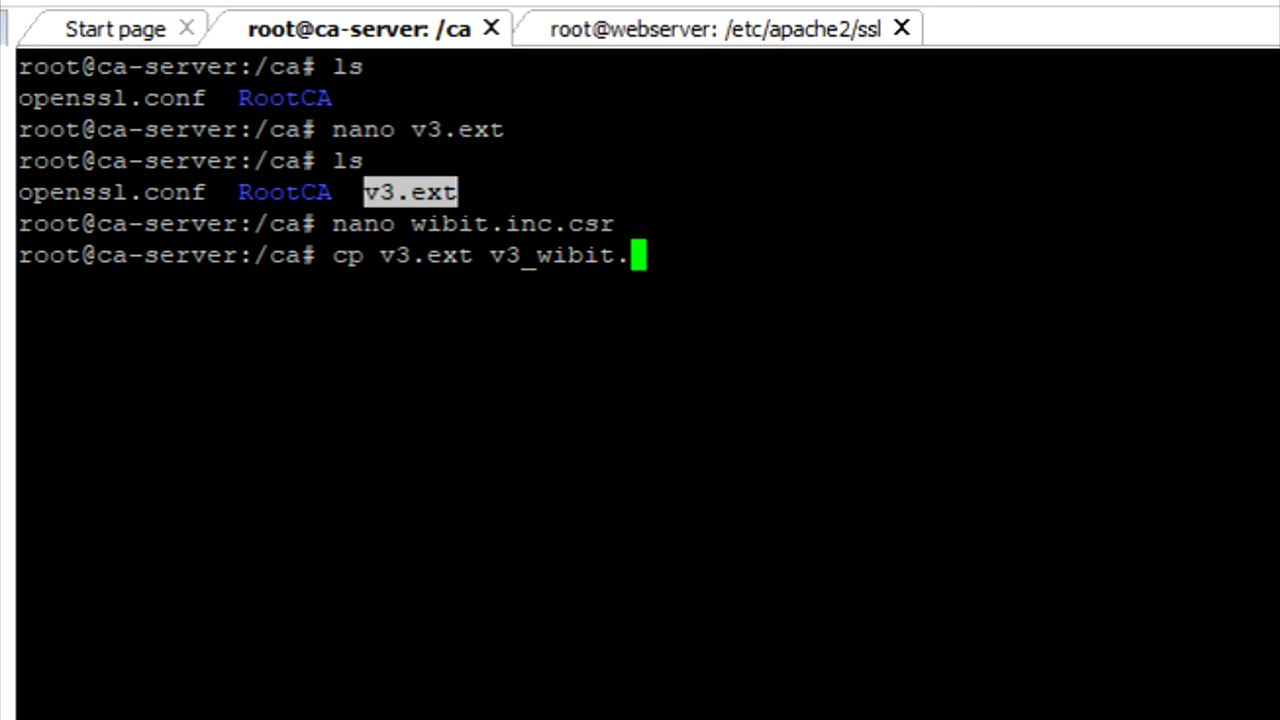 Start page
root@ca-server: /ca
root@webserver: /etc/apache2/ssl
root@ca-server:/ca# ls
openssl.conf  RootCA
root@ca-server:/ca# nano v3.ext
root@ca-server:/ca# ls
openssl.conf  RootCA  v3.ext
root@ca-server:/ca# nano wibit.inc.csr
root@ca-server:/ca# cp v3.ext v3_wibit.